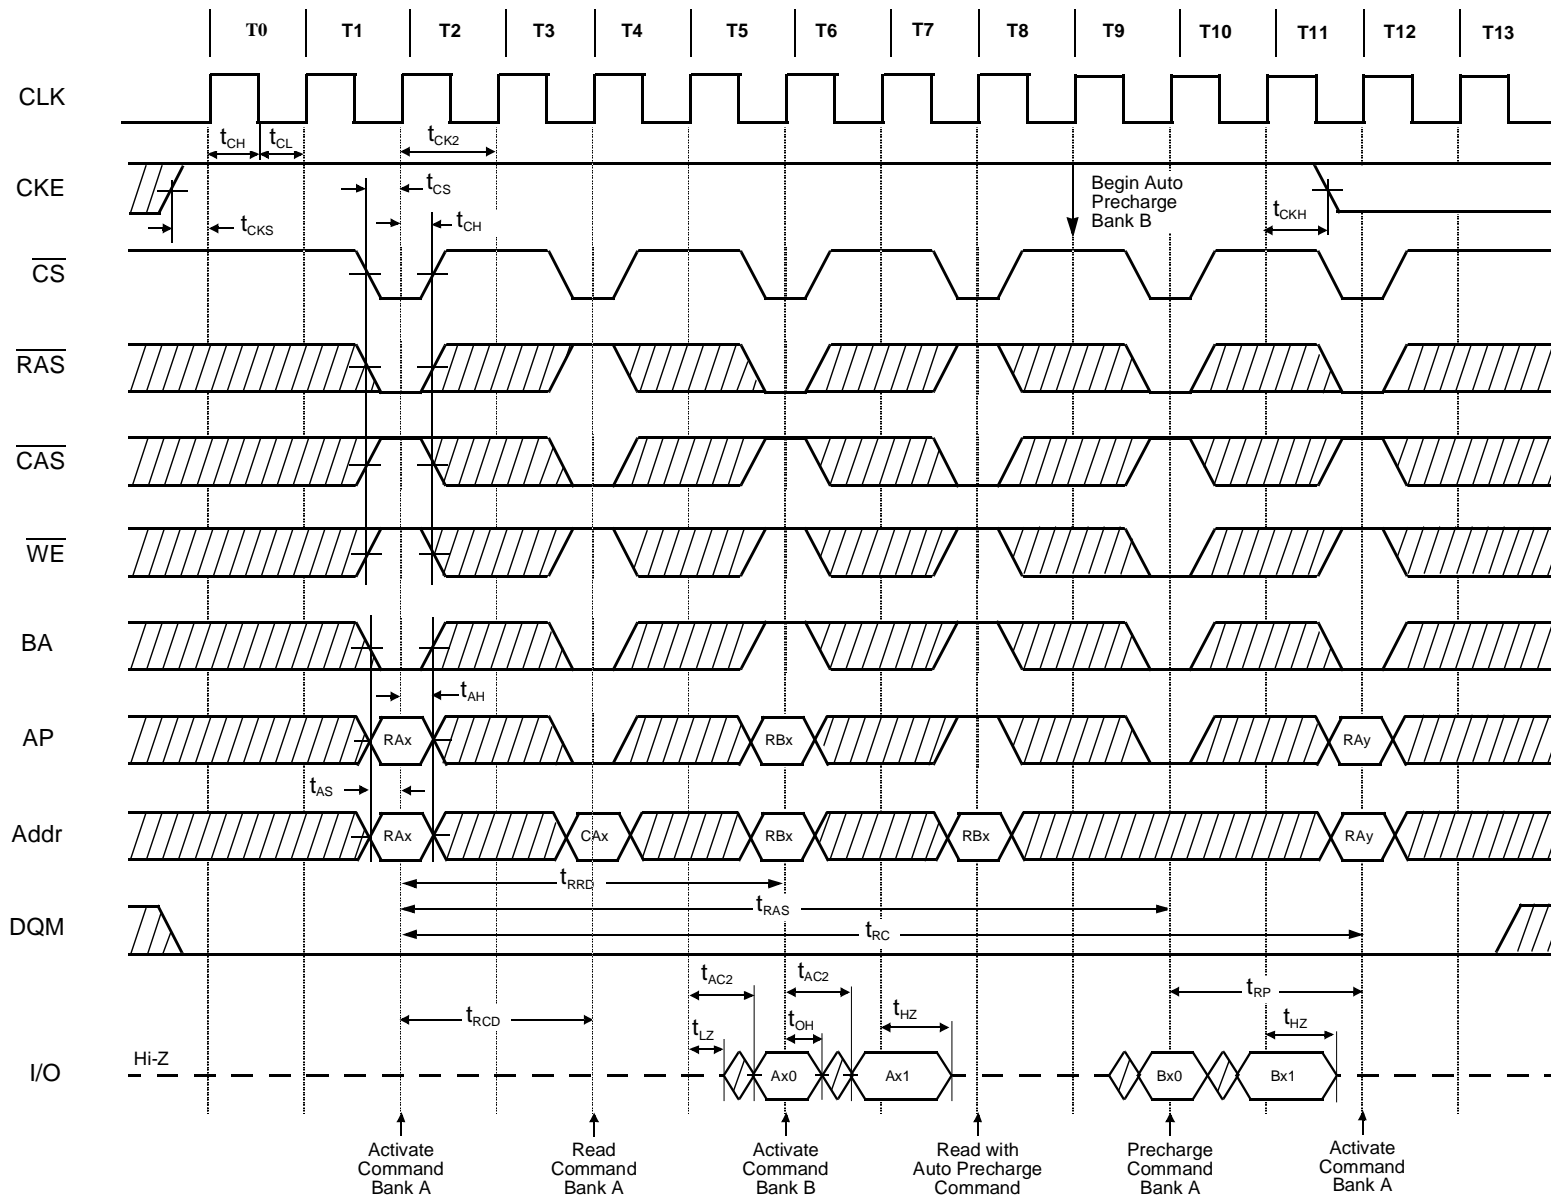 T0 T1 T2 T3 T4 T5 T6 T7 T8 T9 T10 T11 T12 T13
CLK
tCH tCL tCK2
CKE
tCS
Begin Auto
Precharge
Bank B
tCKS tCH tCKH
CS
RAS
CAS
WE
BA
tAH
AP RAx RBx RAy
tAS
Addr RAx CAx RBx RBx RAy
tRRD
tRAS
DQM
tRC
tAC2 tAC2
tRP
tRCD tLZ tOH tHZ tHZ
Hi-Z
I/O Ax0 Ax1 Bx0 Bx1
Activate
Command
Bank A
Read
Command
Bank A
Activate
Command
Bank B
Read with
Auto Precharge
Command
Precharge
Command
Bank A
Activate
Command
Bank A